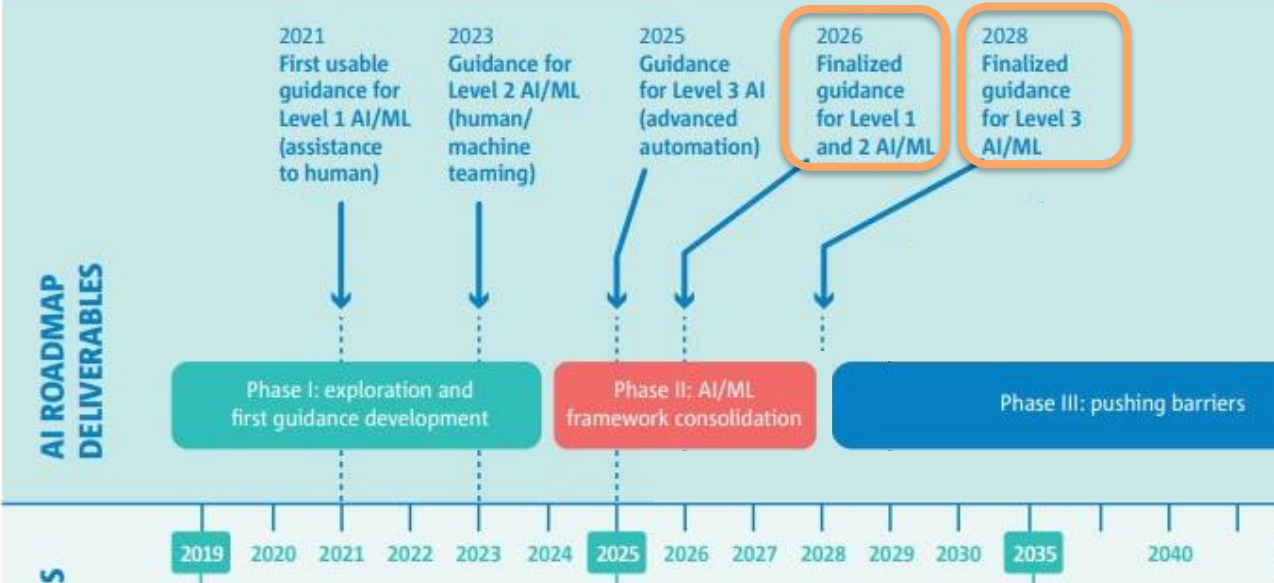 2021
First usable
guidance for
Level 1 AI/ML
(assistance
to human)
2023
Guidance for
Level 2 AI/ML
(human/
machine
teaming)
2025
Guidance
for Level 3 AI
(advanced
automation)
2026
Finalized
guidance
for Level 1
and 2 AI/ML
2028
Finalized
guidance
for Level 3
AI/ML
AI ROADMAP
DELIVERABLES
Phase I: exploration and
first guidance development
Phase II: AI/ML
framework consolidation
Phase III: pushing barriers
2019 2020 2021 2022 2023 2024 2025 2026 2027 2028 2029 2030 2035 2040